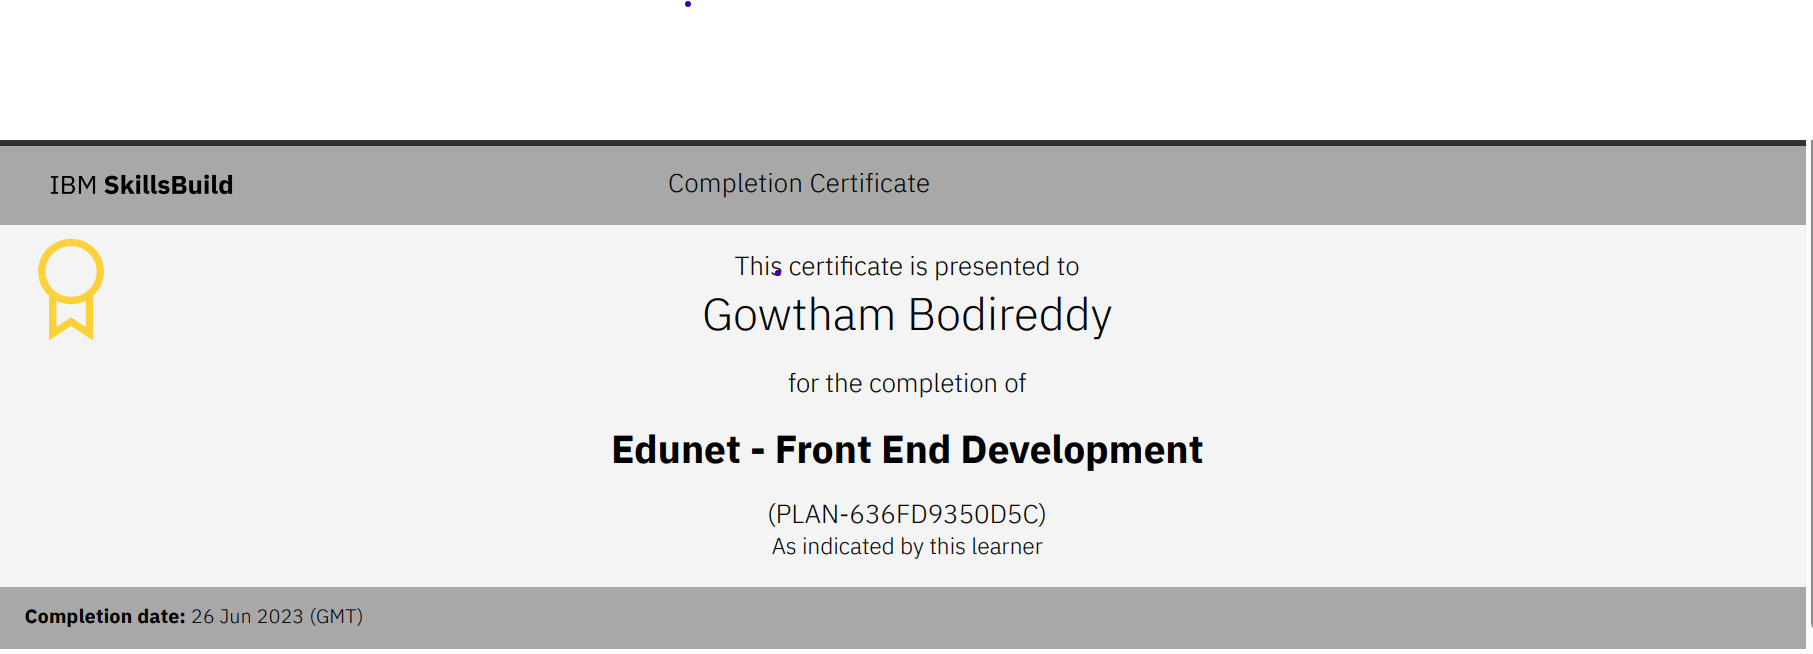 IBM SkillsBuild
Completion Certificate
This certificate is presented to
Gowtham Bodireddy
for the completion of
Edunet - Front End Development
(PLAN-636FD9350D5C)
As indicated by this learner
Completion date: 26 Jun 2023 (GMT)